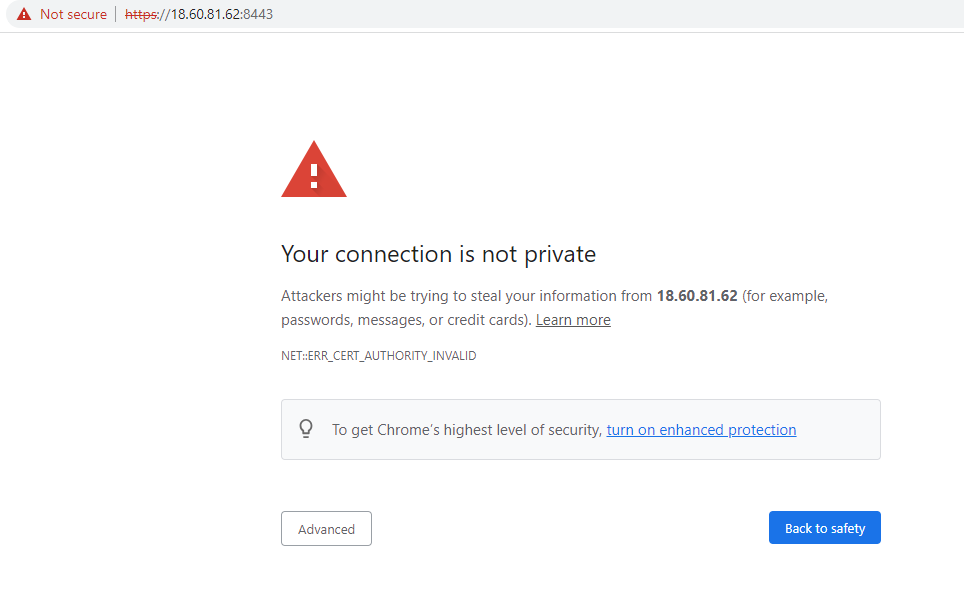 Not secure | https://18.60.81.62:8443
Your connection is not private
Attackers might be trying to steal your information from 18.60.81.62 (for example,
passwords, messages, or credit cards). Learn more
NET::ERR_CERT_AUTHORITY_INVALID
To get Chrome's highest level of security, turn on enhanced protection
Advanced
Back to safety